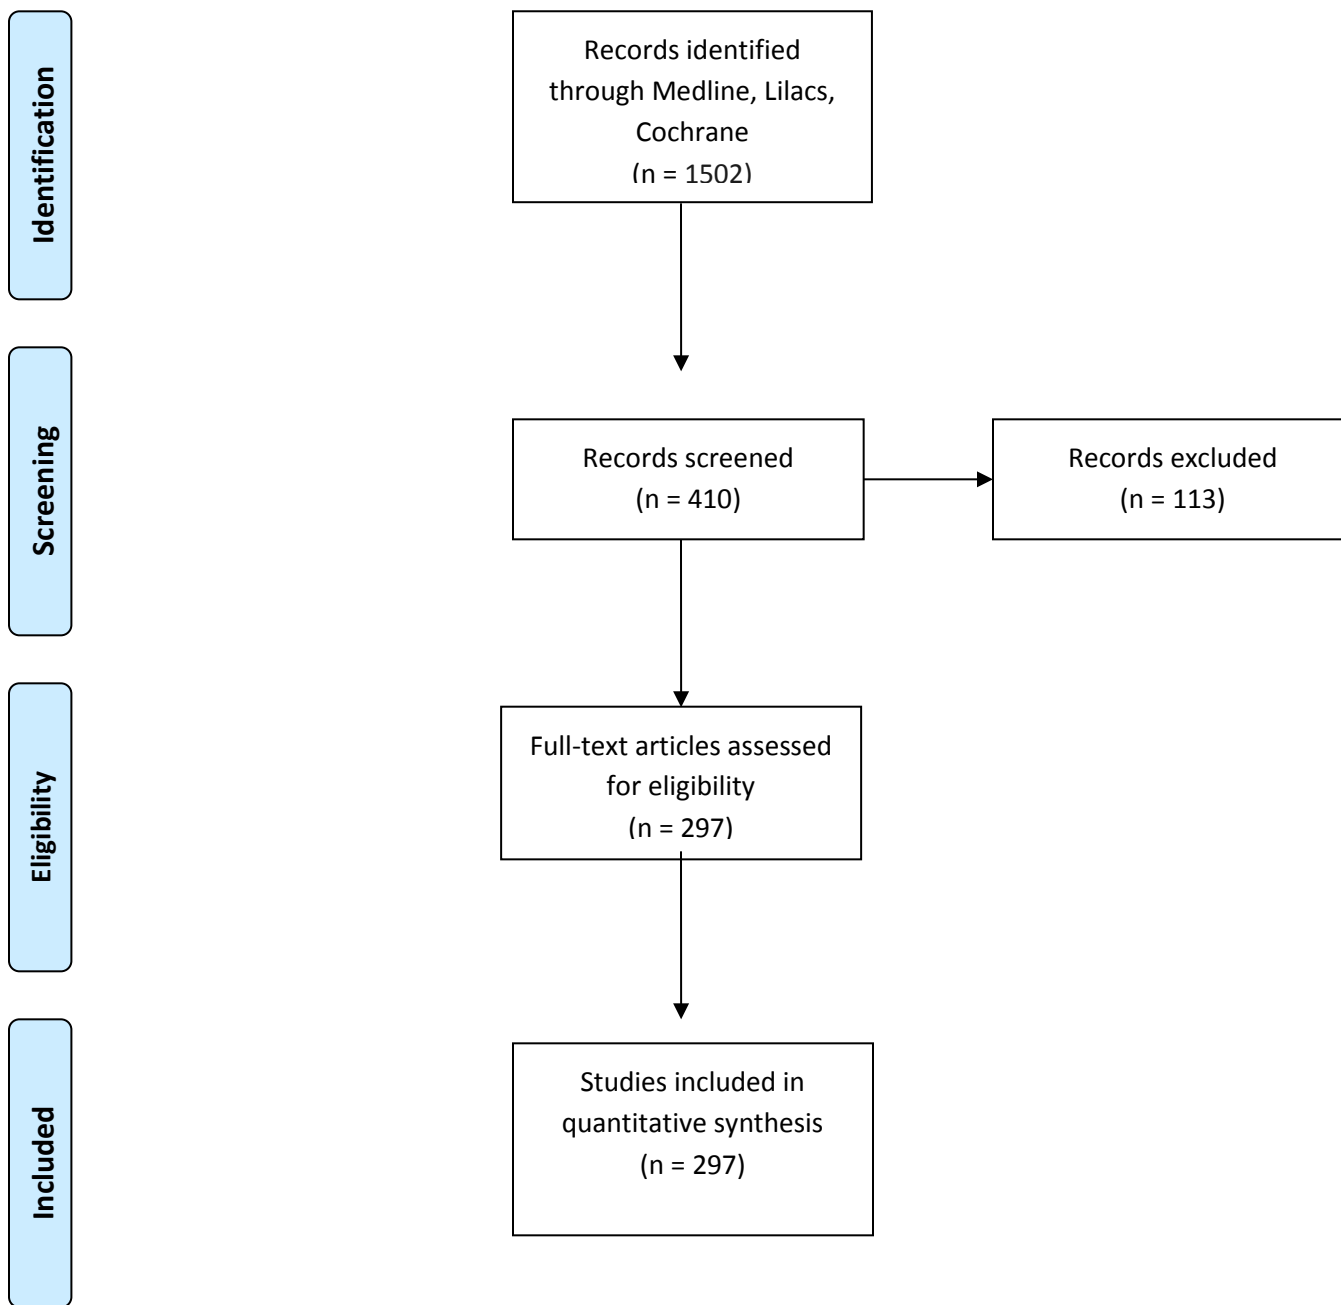 Identification
Records identified
through Medline, Lilacs,
Cochrane
(n = 1502)
Screening
Records screened
(n = 410)
Records excluded
(n = 113)
Eligibility
Full-text articles assessed
for eligibility
(n = 297)
Included
Studies included in
quantitative synthesis
(n = 297)